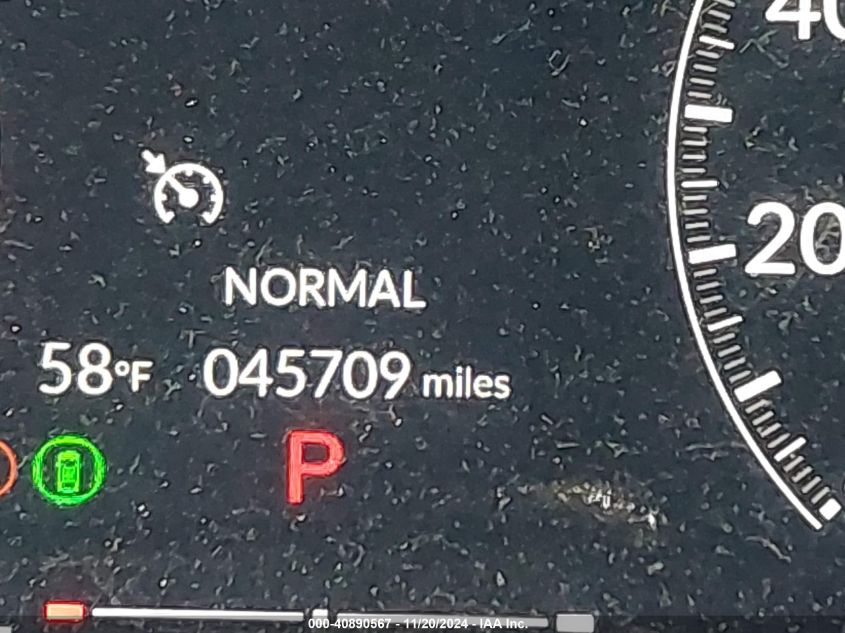 40
20
NORMAL
58°F 045709 miles
P
000-40890567 - 11/20/2024 - IAA Inc.